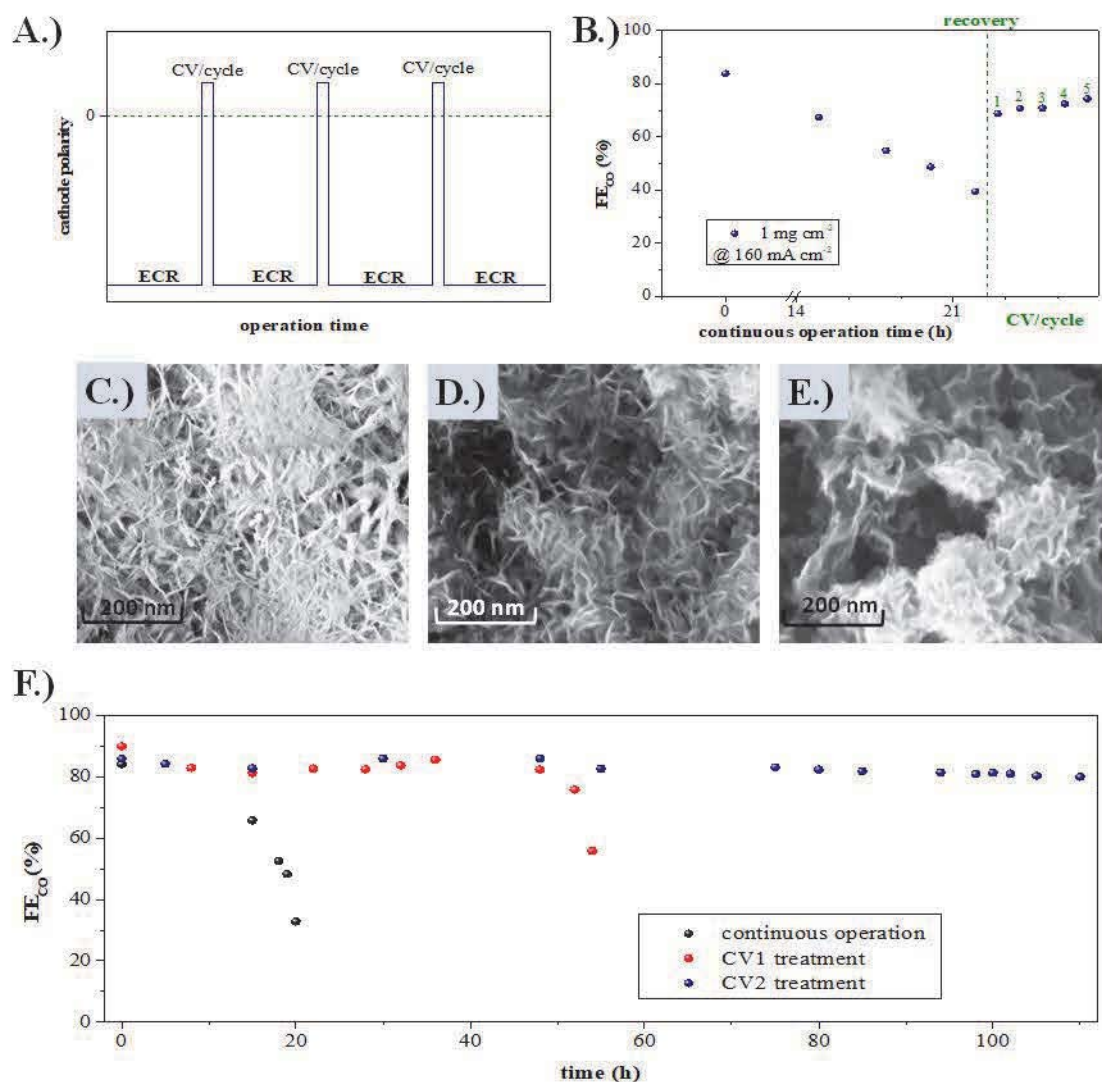 A.)
CV/cycle CV/cycle CV/cycle
0
cathode polarity
ECR ECR ECR ECR
operation time
B.)
recovery
100
80
60
40
20
0
FE_CO (%)
1 2 3 4 5
1 mg cm⁻²
@ 160 mA cm⁻²
0 14 21
continuous operation time (h)
CV/cycle
C.)
200 nm
D.)
200 nm
E.)
200 nm
F.)
100
80
60
40
20
0
FE_CO (%)
continuous operation
CV1 treatment
CV2 treatment
0 20 40 60 80 100
time (h)